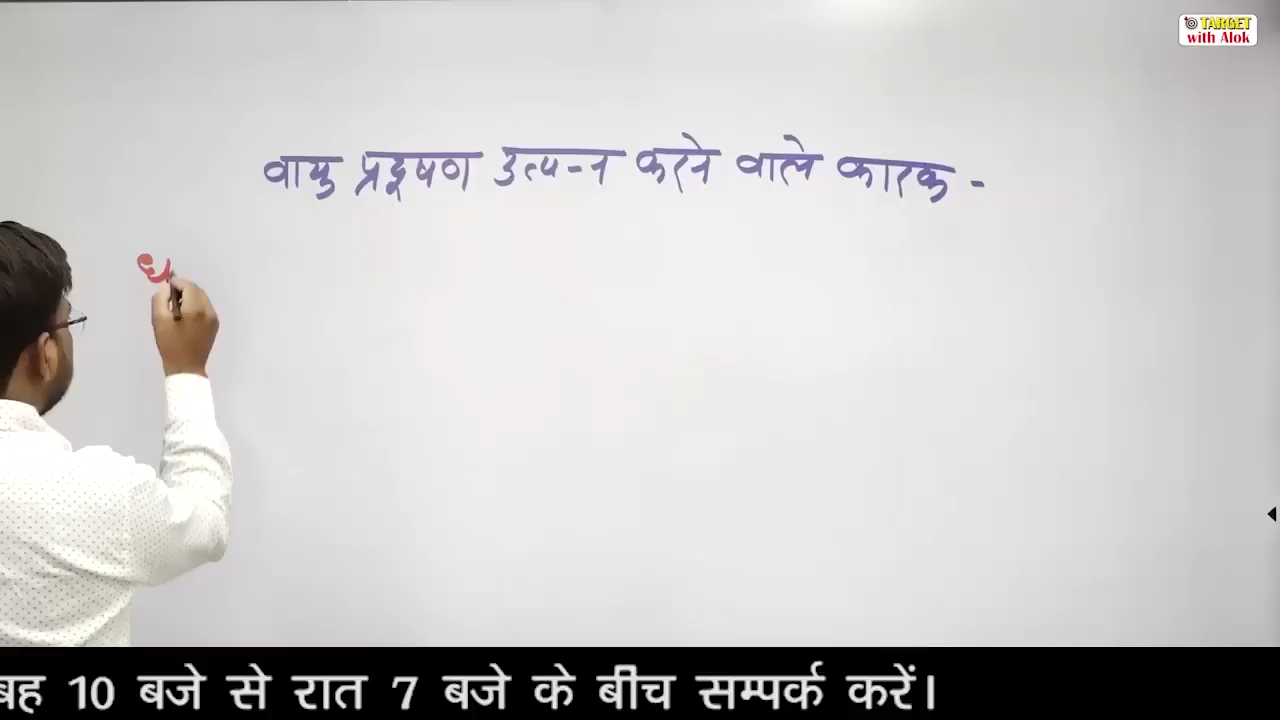 TARGET
with Alok
वायु प्रदूषण उत्पन्न करने वाले कारक -
ध
बह 10 बजे से रात 7 बजे के बीच सम्पर्क करें।